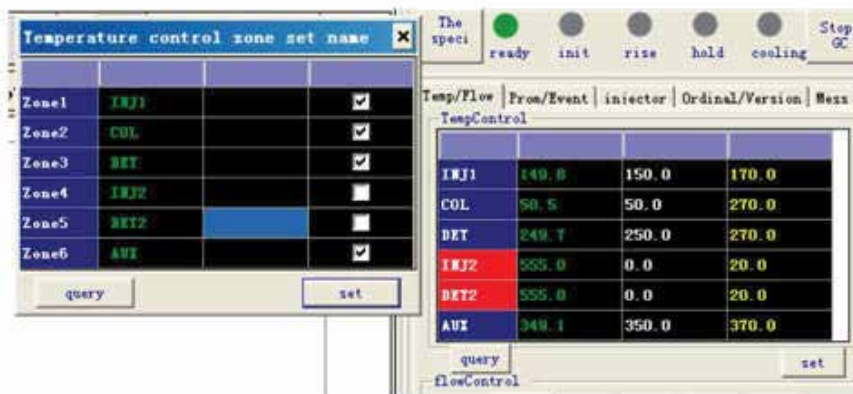 Temperature control zone set name
Zone1 INJ1
Zone2 COL
Zone3 DET
Zone4 INJ2
Zone5 DET2
Zone6 AUX
query set
The speci
ready init rise hold cooling
Stop GC
Temp/Flow Prom/Event injector Ordinal/Version Mess
TempControl
INJ1 149.8 150.0 170.0
COL 50.5 50.0 270.0
DET 249.7 250.0 270.0
INJ2 555.0 0.0 20.0
DET2 555.0 0.0 20.0
AUX 349.1 350.0 370.0
query set
flowControl